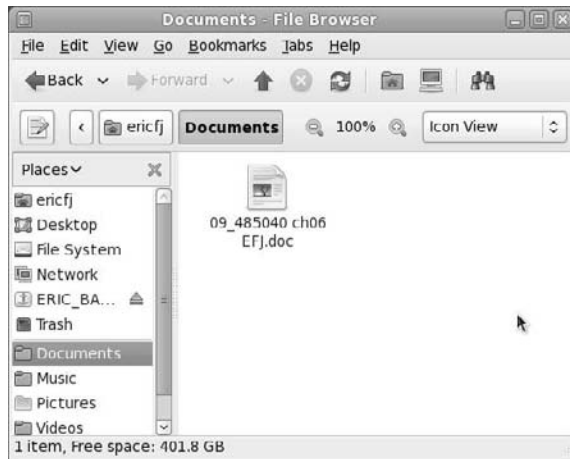 Documents - File Browser
File Edit View Go Bookmarks Tabs Help
Back Forward
ericfj Documents 100% Icon View
Places
ericfj
Desktop
File System
Network
ERIC_BA...
Trash
Documents
Music
Pictures
Videos
09_485040 ch06
EFJ.doc
1 item, Free space: 401.8 GB